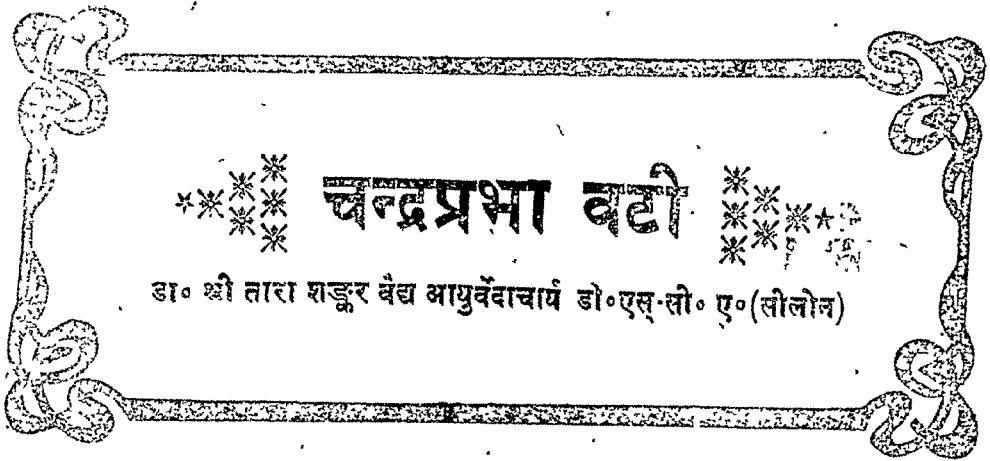 चन्द्रप्रभा वटी
डा० श्री तारा शङ्कर वैद्य आयुर्वेदाचार्य डी०एस्-सी० ए०(सीलोन)